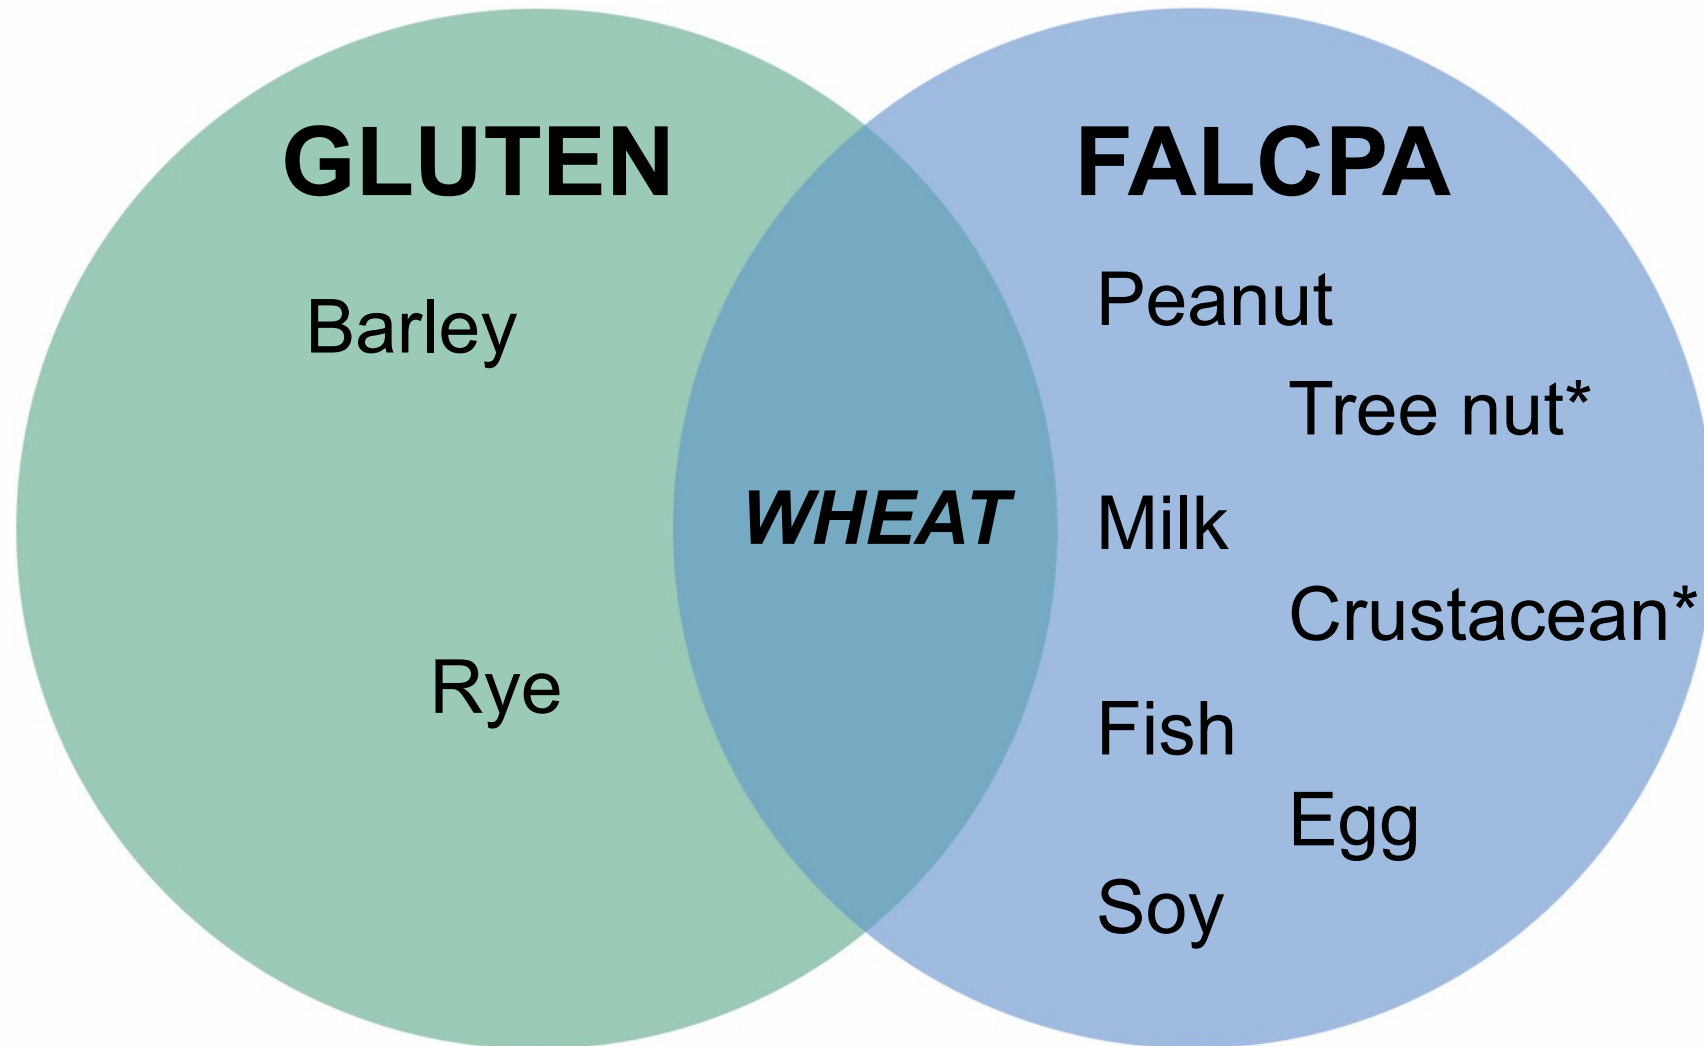 GLUTEN
Barley
Rye
WHEAT
FALCPA
Peanut
Tree nut*
Milk
Crustacean*
Fish
Egg
Soy